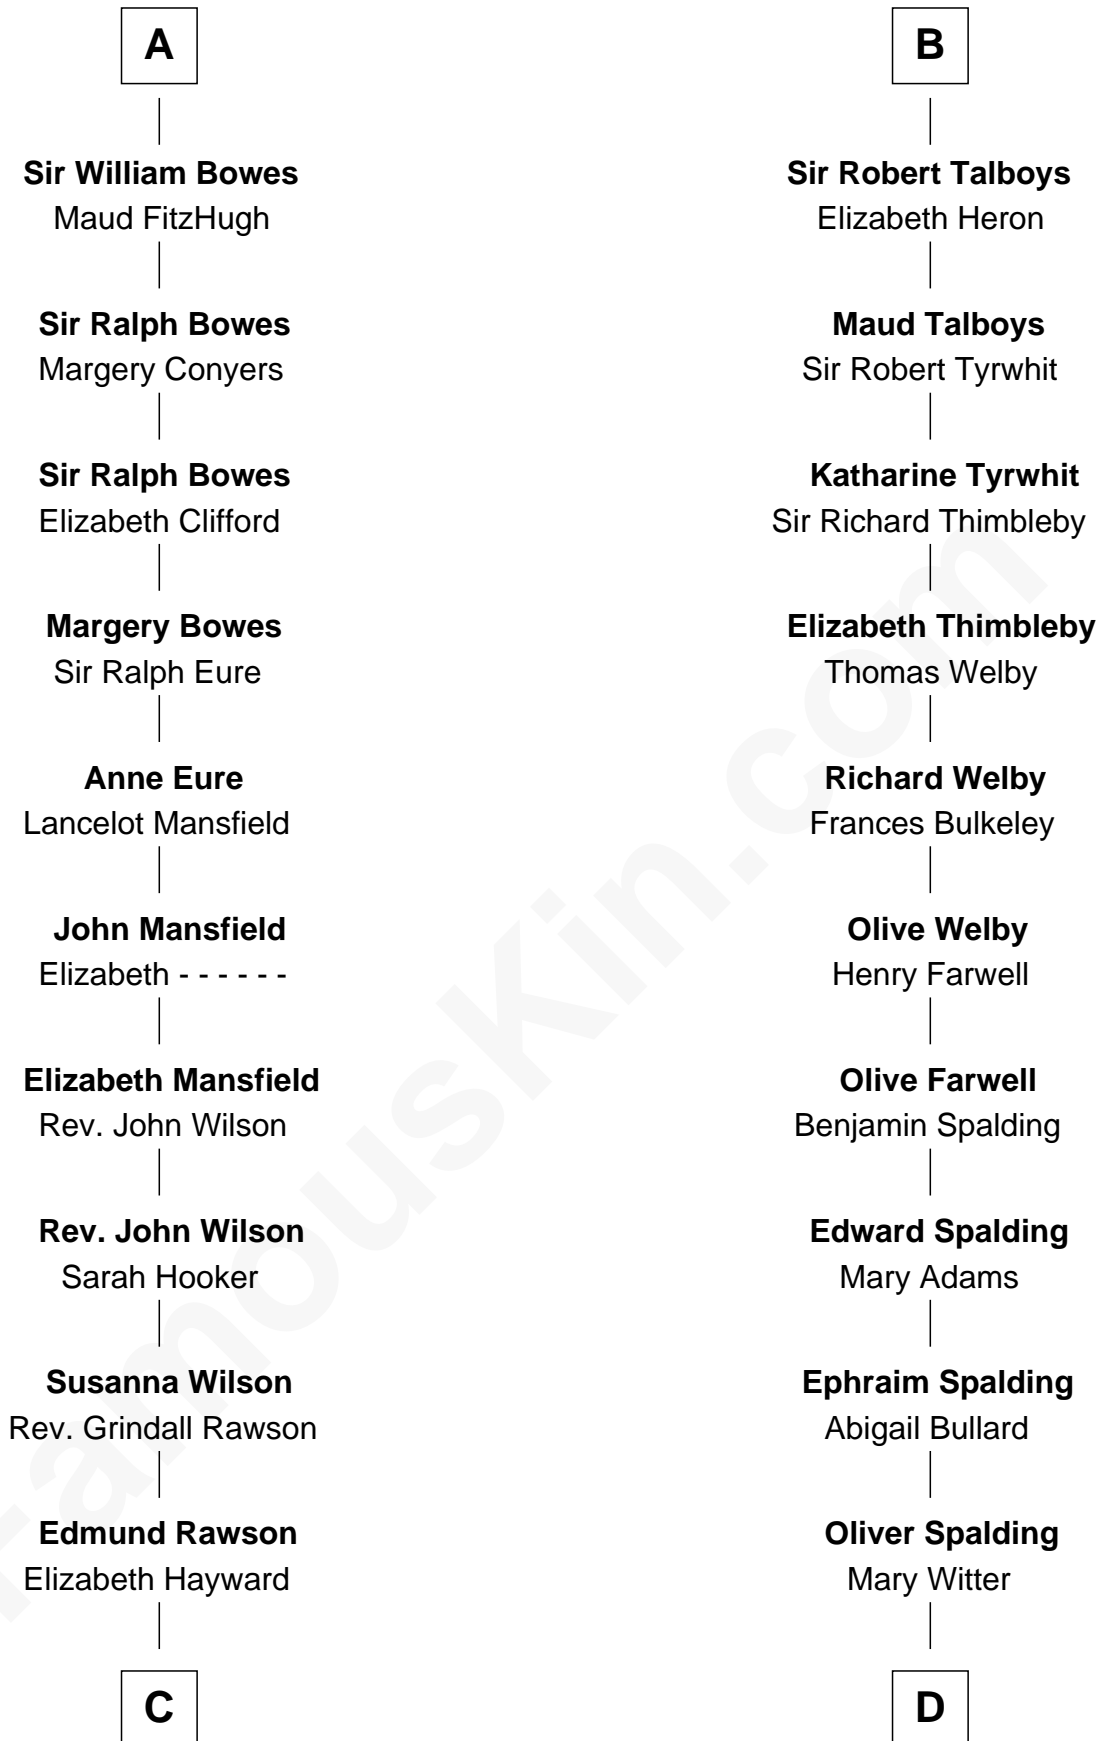 A
Sir William Bowes
Maud FitzHugh
Sir Ralph Bowes
Margery Conyers
Sir Ralph Bowes
Elizabeth Clifford
Margery Bowes
Sir Ralph Eure
Anne Eure
Lancelot Mansfield
John Mansfield
Elizabeth - - - - - -
Elizabeth Mansfield
Rev. John Wilson
Rev. John Wilson
Sarah Hooker
Susanna Wilson
Rev. Grindall Rawson
Edmund Rawson
Elizabeth Hayward
C
B
Sir Robert Talboys
Elizabeth Heron
Maud Talboys
Sir Robert Tyrwhit
Katharine Tyrwhit
Sir Richard Thimbleby
Elizabeth Thimbleby
Thomas Welby
Richard Welby
Frances Bulkeley
Olive Welby
Henry Farwell
Olive Farwell
Benjamin Spalding
Edward Spalding
Mary Adams
Ephraim Spalding
Abigail Bullard
Oliver Spalding
Mary Witter
D
FamousKin.com